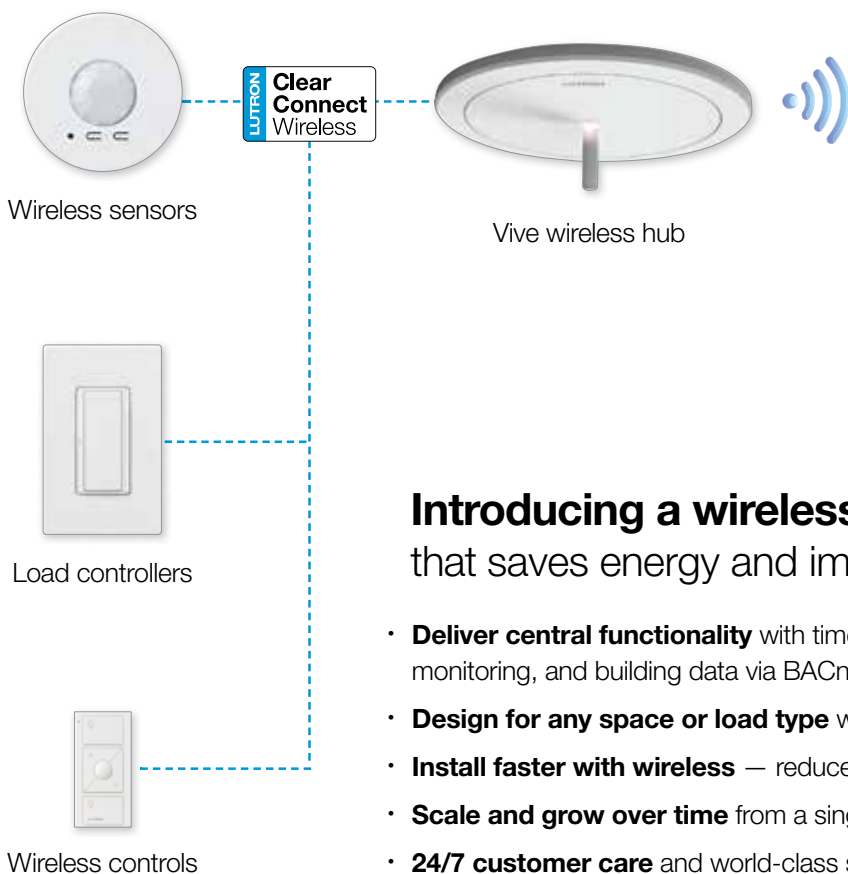 LUTRON
Clear
Connect
Wireless
Wireless sensors
Vive wireless hub
Load controllers
Wireless controls
Introducing a wireless
that saves energy and im
· Deliver central functionality with time
monitoring, and building data via BACn
· Design for any space or load type w
· Install faster with wireless — reduce
· Scale and grow over time from a sing
· 24/7 customer care and world-class s